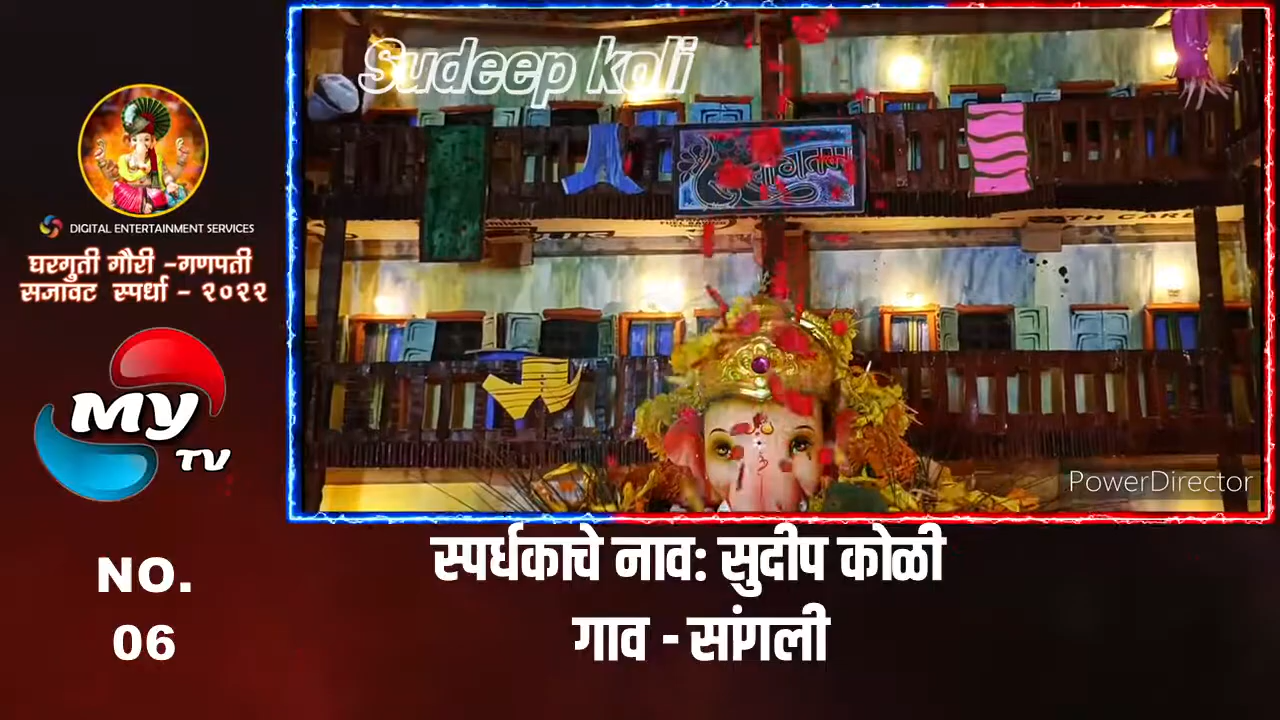 Sudeep koli
DIGITAL ENTERTAINMENT SERVICES
घरगुती गौरी -गणपती
सजावट स्पर्धा - २०२२
MY
TV
PowerDirector
NO.
06
स्पर्धकाचे नाव: सुदीप कोळी
गाव - सांगली